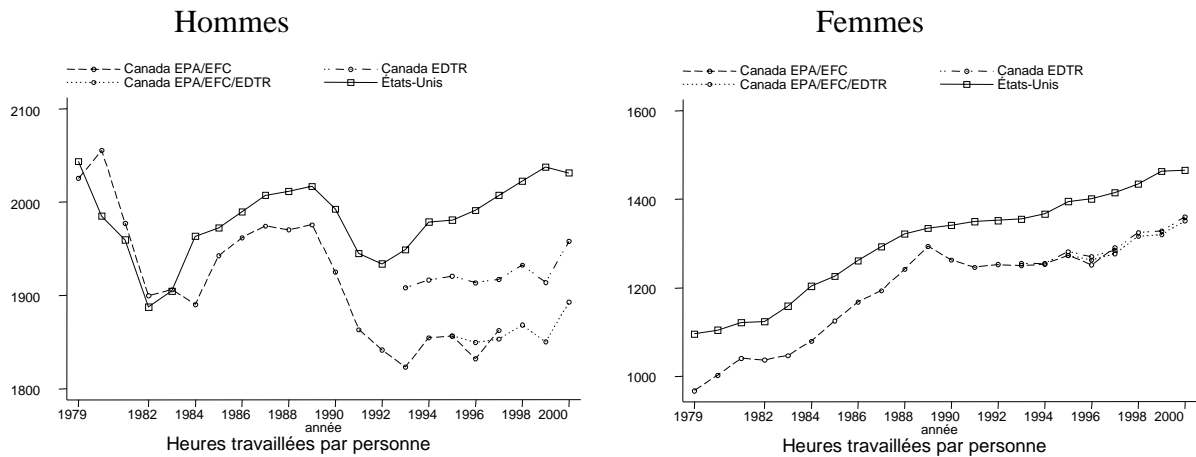 Hommes
Canada EPA/EFC
Canada EDTR
Canada EPA/EFC/EDTR
États-Unis
2100
2000
1900
1800
1979 1982 1984 1986 1988 1990 1992 1994 1996 1998 2000
année
Heures travaillées par personne
Femmes
Canada EPA/EFC
Canada EDTR
Canada EPA/EFC/EDTR
États-Unis
1600
1400
1200
1000
1979 1982 1984 1986 1988 1990 1992 1994 1996 1998 2000
année
Heures travaillées par personne